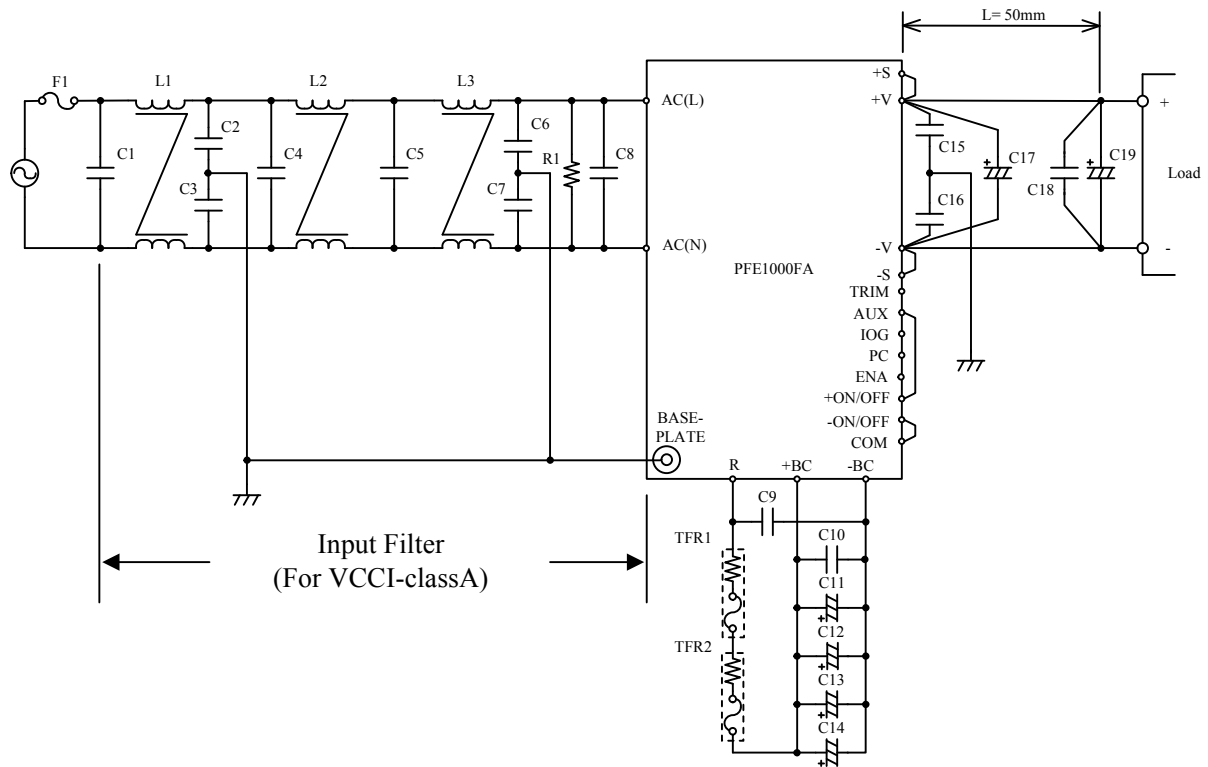 L= 50mm
F1
L1
L2
L3
+S
+V
AC(L)
+
C1
C2
C4
C5
C6
R1
C8
C15
C17
C19
C3
C7
C16
C18
Load
AC(N)
-V
-
PFE1000FA
-S
TRIM
AUX
IOG
PC
ENA
+ON/OFF
-ON/OFF
COM
BASE-
PLATE
R
+BC
-BC
C9
Input Filter
(For VCCI-classA)
TFR1
C10
C11
+
C12
+
TFR2
C13
+
C14
+
+
+